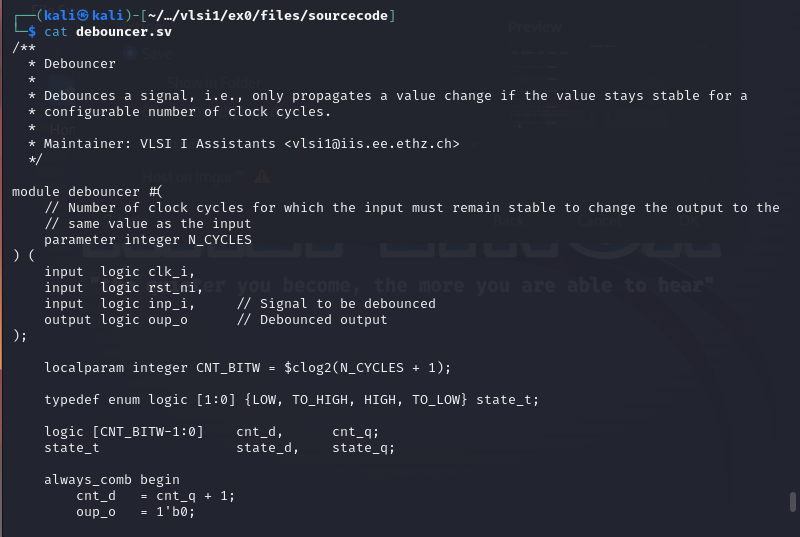 ┌──(kali㉿kali)-[~/…/vlsi1/ex0/files/sourcecode]
└─$ cat debouncer.sv
/**
  * Debouncer
  *
  * Debounces a signal, i.e., only propagates a value change if the value stays stable for a
  * configurable number of clock cycles.
  *
  * Maintainer: VLSI I Assistants <vlsi1@iis.ee.ethz.ch>
  */

module debouncer #(
    // Number of clock cycles for which the input must remain stable to change the output to the
    // same value as the input
    parameter integer N_CYCLES
) (
    input  logic clk_i,
    input  logic rst_ni,
    input  logic inp_i,     // Signal to be debounced
    output logic oup_o      // Debounced output
);

    localparam integer CNT_BITW = $clog2(N_CYCLES + 1);

    typedef enum logic [1:0] {LOW, TO_HIGH, HIGH, TO_LOW} state_t;

    logic [CNT_BITW-1:0]    cnt_d,      cnt_q;
    state_t                 state_d,    state_q;

    always_comb begin
        cnt_d   = cnt_q + 1;
        oup_o   = 1'b0;
Preview
Save
Show in Folder
you become, the more you are able to hear"